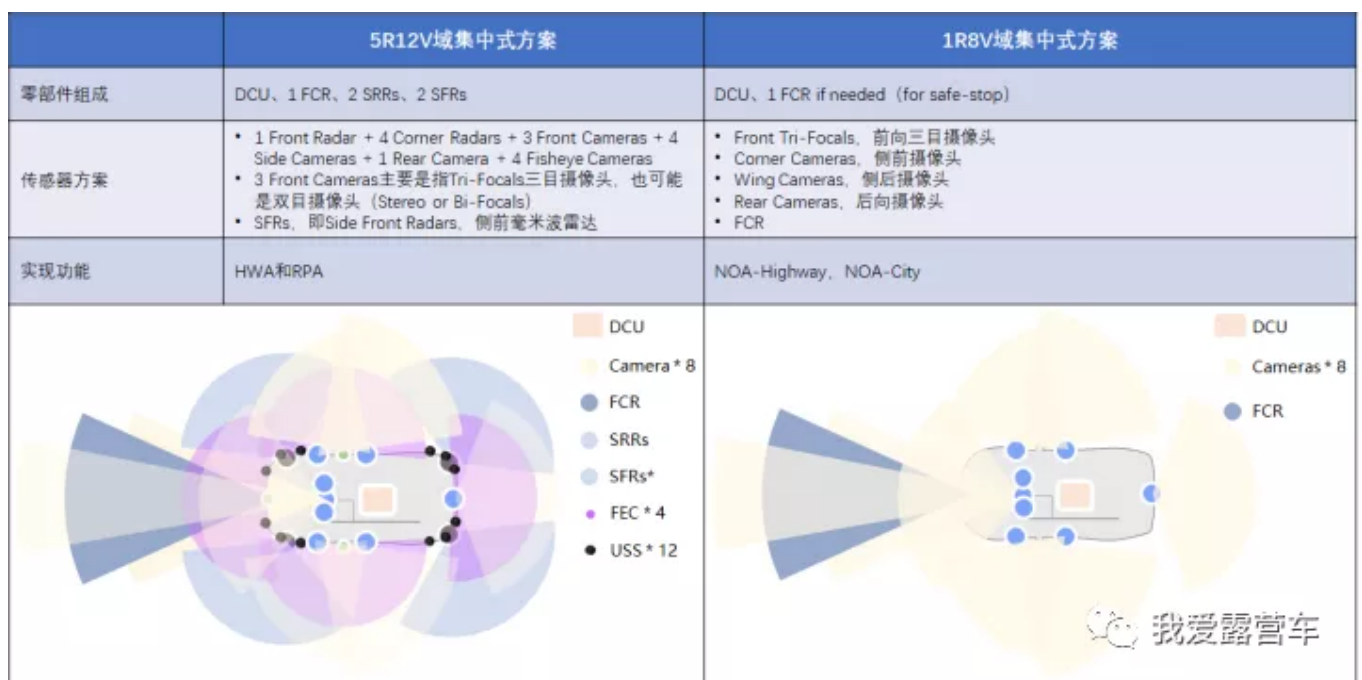 5R12V域集中式方案
1R8V域集中式方案
零部件组成
DCU、1 FCR、2 SRRs、2 SFRs
DCU、1 FCR if needed（for safe-stop）
传感器方案
• 1 Front Radar + 4 Corner Radars + 3 Front Cameras + 4
Side Cameras + 1 Rear Camera + 4 Fisheye Cameras
• 3 Front Cameras主要是指Tri-Focals三目摄像头，也可能
是双目摄像头（Stereo or Bi-Focals）
• SFRs，即Side Front Radars，侧前毫米波雷达
• Front Tri-Focals，前向三目摄像头
• Corner Cameras，侧前摄像头
• Wing Cameras，侧后摄像头
• Rear Cameras，后向摄像头
• FCR
实现功能
HWA和RPA
NOA-Highway，NOA-City
DCU
Camera * 8
FCR
SRRs
SFRs*
FEC * 4
USS * 12
DCU
Cameras * 8
FCR
我爱露营车